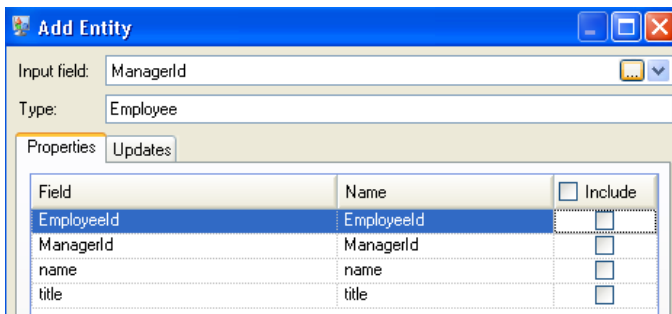 Add Entity
Input field: ManagerId ...
Type: Employee
Properties Updates
Field Name Include
EmployeeId EmployeeId
ManagerId ManagerId
name name
title title